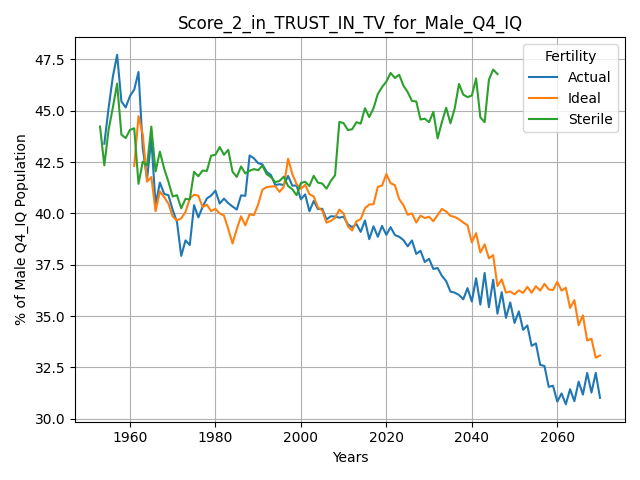 Score_2_in_TRUST_IN_TV_for_Male_Q4_IQ
% of Male Q4_IQ Population
47.5
45.0
42.5
40.0
37.5
35.0
32.5
30.0
Fertility
Actual
Ideal
Sterile
1960
1980
2000
2020
2040
2060
Years